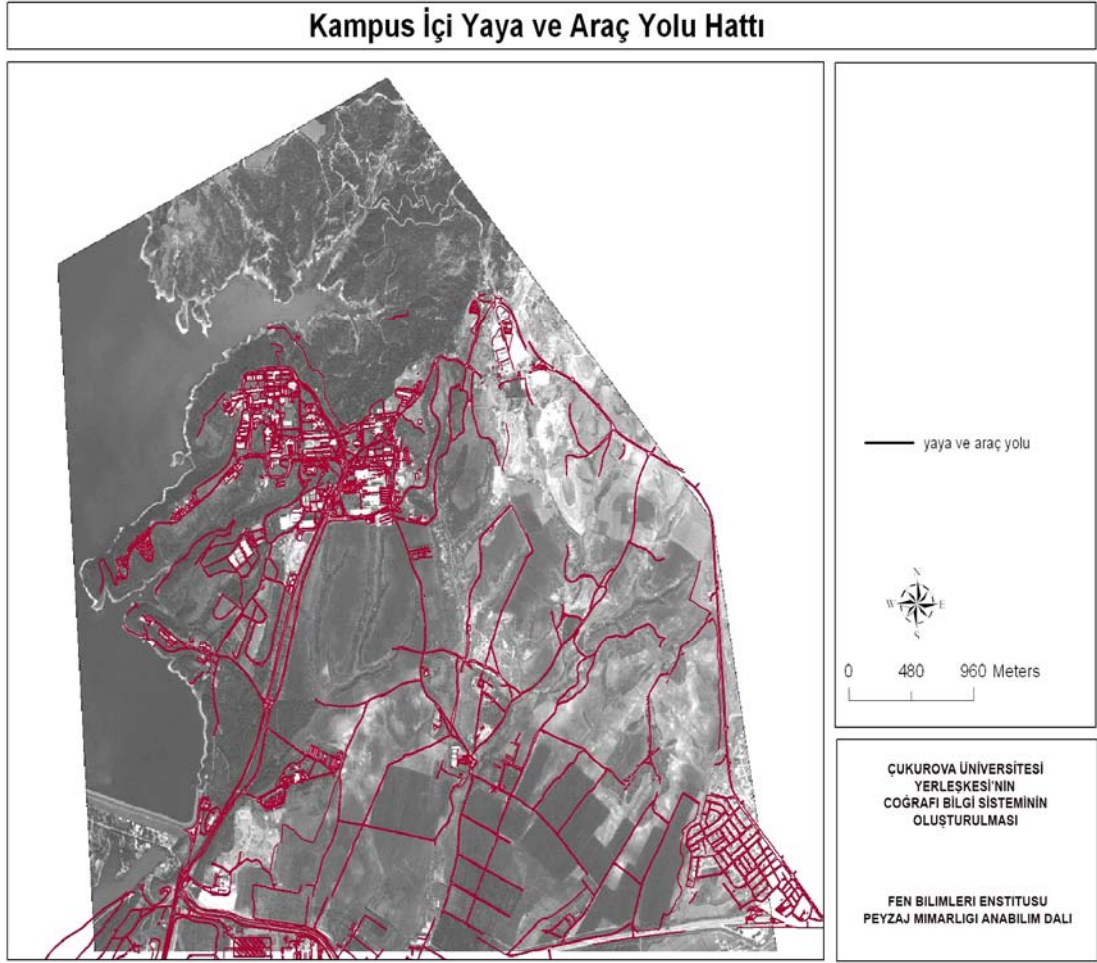 Kampus İçi Yaya ve Araç Yolu Hattı
yaya ve araç yolu
N
W E
S
0 480 960 Meters
ÇUKUROVA ÜNİVERSİTESİ
YERLEŞKESİ'NIN
COĞRAFI BİLGİ SİSTEMİNİN
OLUŞTURULMASI
FEN BILIMLERI ENSTITUSU
PEYZAJ MIMARLIGI ANABILIM DALI